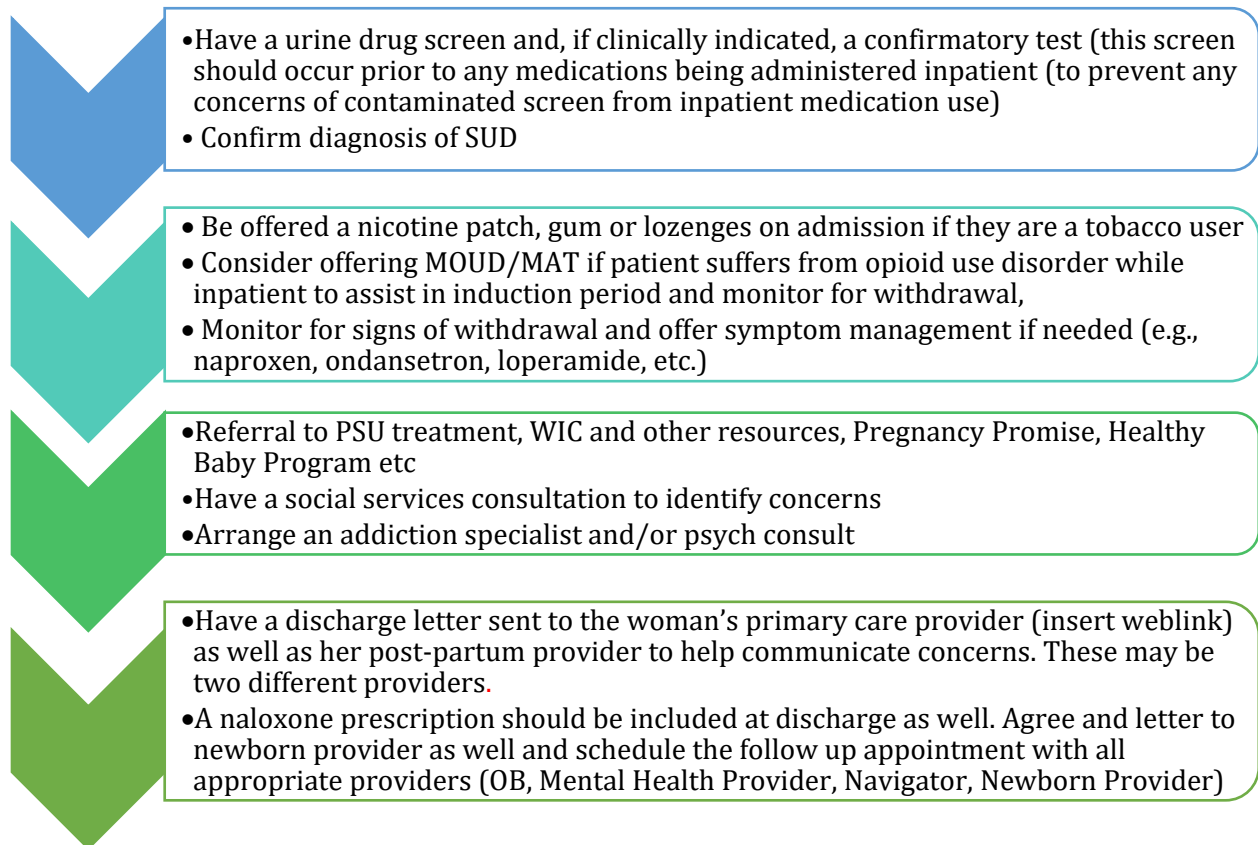 •Have a urine drug screen and, if clinically indicated, a confirmatory test (this screen
should occur prior to any medications being administered inpatient (to prevent any
concerns of contaminated screen from inpatient medication use)
• Confirm diagnosis of SUD
• Be offered a nicotine patch, gum or lozenges on admission if they are a tobacco user
• Consider offering MOUD/MAT if patient suffers from opioid use disorder while
inpatient to assist in induction period and monitor for withdrawal,
• Monitor for signs of withdrawal and offer symptom management if needed (e.g.,
naproxen, ondansetron, loperamide, etc.)
•Referral to PSU treatment, WIC and other resources, Pregnancy Promise, Healthy
Baby Program etc
•Have a social services consultation to identify concerns
•Arrange an addiction specialist and/or psych consult
•Have a discharge letter sent to the woman’s primary care provider (insert weblink)
as well as her post-partum provider to help communicate concerns. These may be
two different providers.
•A naloxone prescription should be included at discharge as well. Agree and letter to
newborn provider as well and schedule the follow up appointment with all
appropriate providers (OB, Mental Health Provider, Navigator, Newborn Provider)